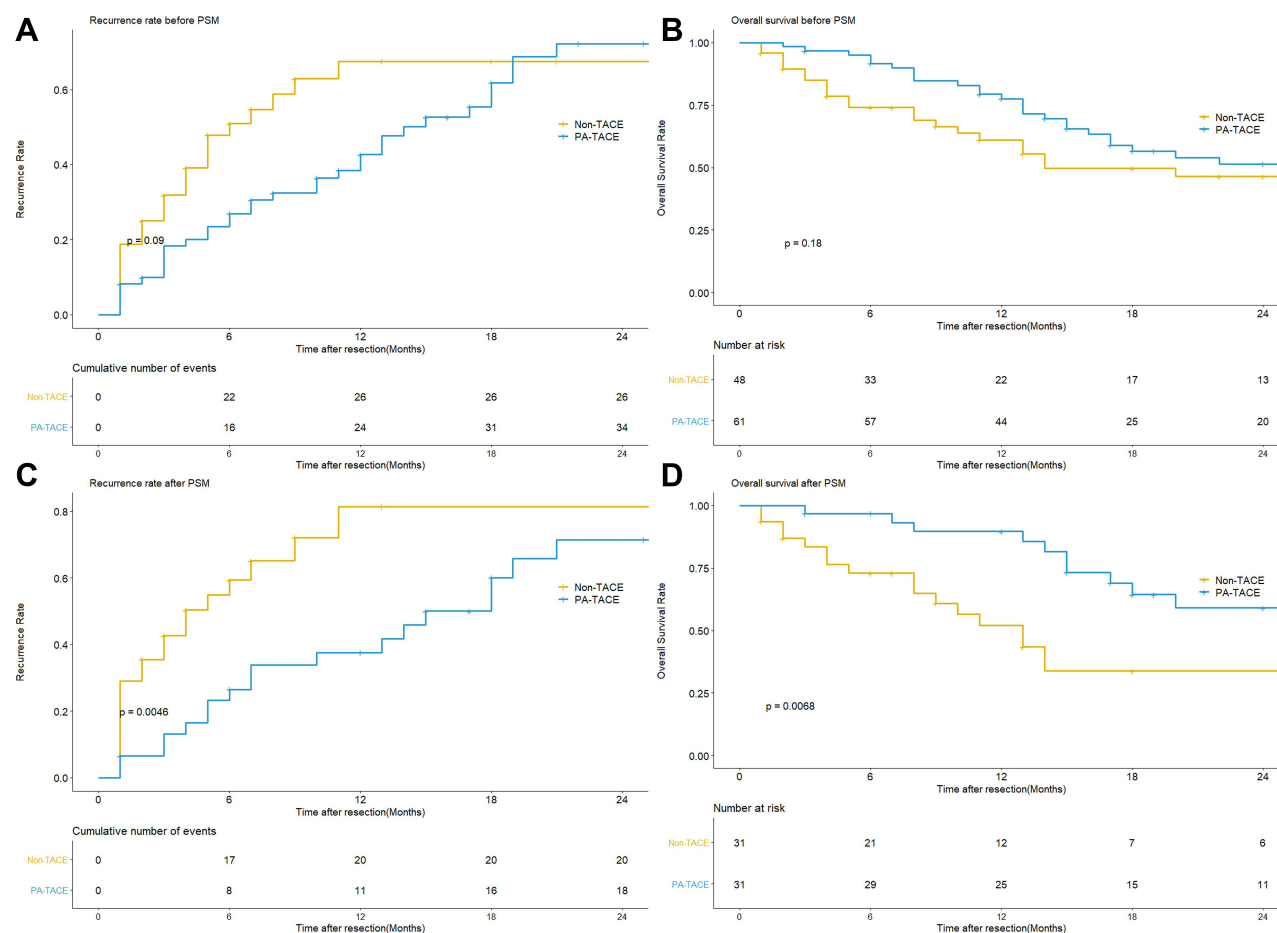 A
Recurrence rate before PSM
Recurrence Rate
0.6
0.4
0.2
0.0
p = 0.09
Non-TACE
PA-TACE
0 6 12 18 24
Time after resection(Months)
Cumulative number of events
Non-TACE 0 22 26 26 26
PA-TACE 0 16 24 31 34
0 6 12 18 24
Time after resection(Months)
B
Overall survival before PSM
Overall Survival Rate
1.00
0.75
0.50
0.25
0.00
p = 0.18
Non-TACE
PA-TACE
0 6 12 18 24
Time after resection(Months)
Number at risk
Non-TACE 48 33 22 17 13
PA-TACE 61 57 44 25 20
0 6 12 18 24
Time after resection(Months)
C
Recurrence rate after PSM
Recurrence Rate
0.8
0.6
0.4
0.2
0.0
p = 0.0046
Non-TACE
PA-TACE
0 6 12 18 24
Time after resection(Months)
Cumulative number of events
Non-TACE 0 17 20 20 20
PA-TACE 0 8 11 16 18
0 6 12 18 24
Time after resection(Months)
D
Overall survival after PSM
Overall Survival Rate
1.00
0.75
0.50
0.25
0.00
p = 0.0068
Non-TACE
PA-TACE
0 6 12 18 24
Time after resection(Months)
Number at risk
Non-TACE 31 21 12 7 6
PA-TACE 31 29 25 15 11
0 6 12 18 24
Time after resection(Months)